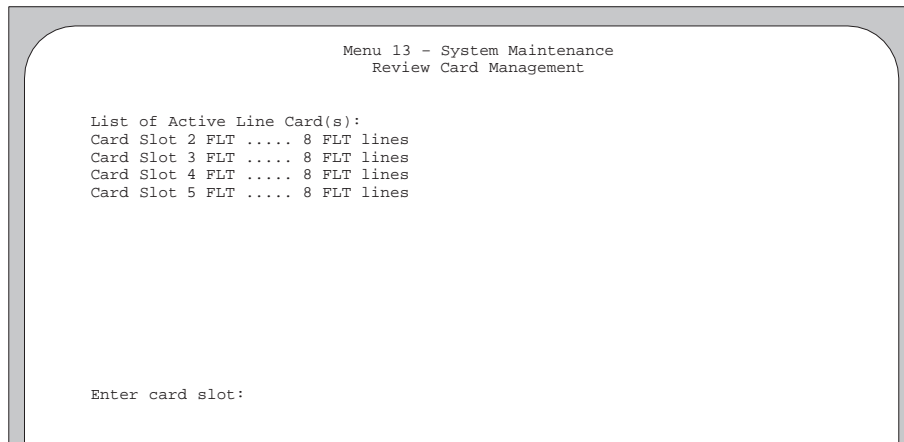 Menu 13 – System Maintenance
Review Card Management
List of Active Line Card(s):
Card Slot 2 FLT ..... 8 FLT lines
Card Slot 3 FLT ..... 8 FLT lines
Card Slot 4 FLT ..... 8 FLT lines
Card Slot 5 FLT ..... 8 FLT lines
Enter card slot: